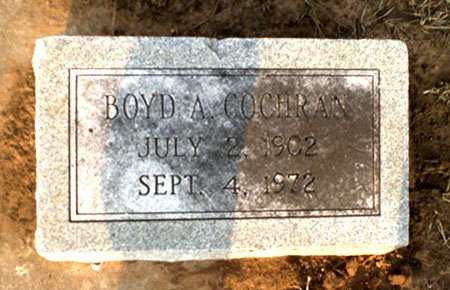 BOYD A. COCHRAN
JULY 2, 1902
SEPT. 4, 1972